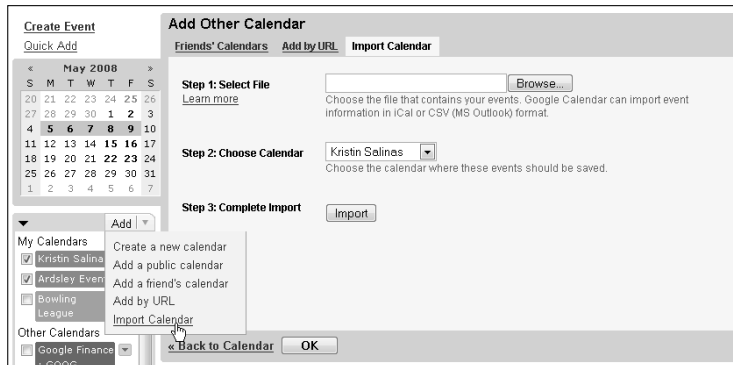 Create Event
Quick Add
« May 2008 »
S M T W T F S
20 21 22 23 24 25 26
27 28 29 30 1 2 3
4 5 6 7 8 9 10
11 12 13 14 15 16 17
18 19 20 21 22 23 24
25 26 27 28 29 30 31
1 2 3 4 5 6 7
Add
My Calendars
Kristin Salina
Ardsley Even
Bowling
League
Other Calendars
Google Finance
Create a new calendar
Add a public calendar
Add a friend's calendar
Add by URL
Import Calendar
Add Other Calendar
Friends' Calendars Add by URL Import Calendar
Step 1: Select File
Learn more
Browse...
Choose the file that contains your events. Google Calendar can import event
information in iCal or CSV (MS Outlook) format.
Step 2: Choose Calendar
Kristin Salinas
Choose the calendar where these events should be saved.
Step 3: Complete Import
Import
« Back to Calendar OK